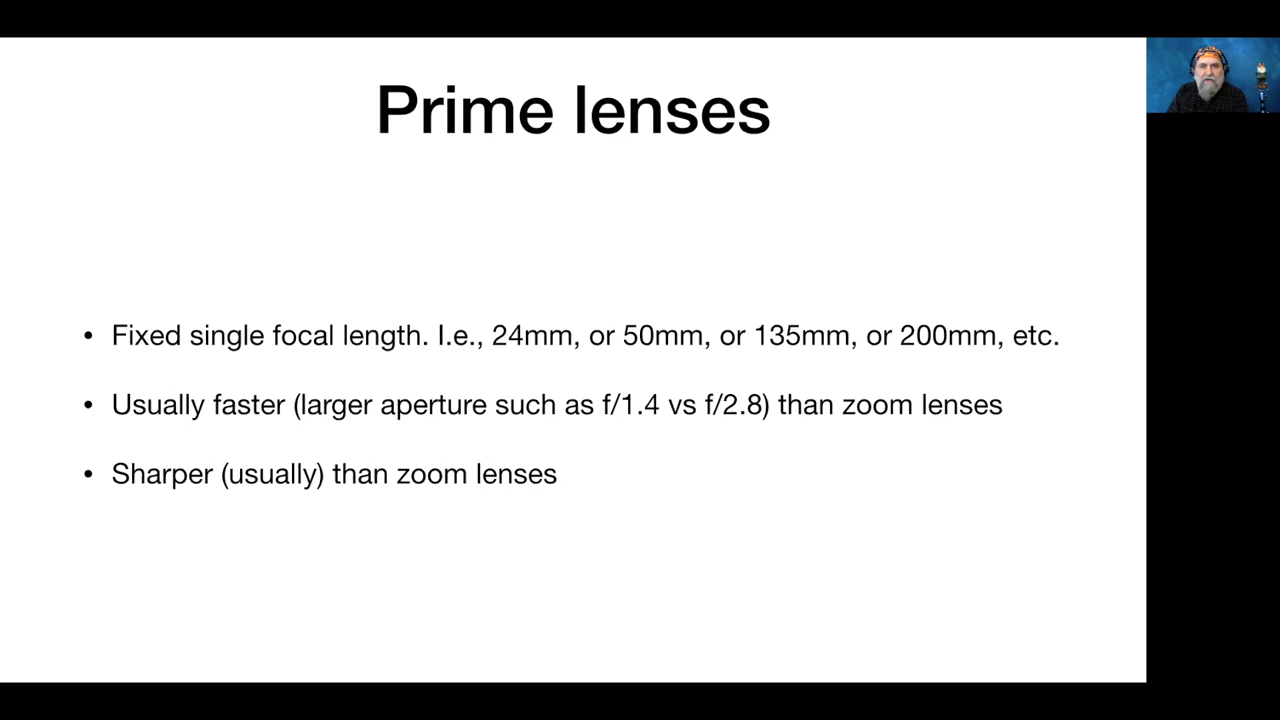 Prime lenses
• Fixed single focal length. I.e., 24mm, or 50mm, or 135mm, or 200mm, etc.
• Usually faster (larger aperture such as f/1.4 vs f/2.8) than zoom lenses
• Sharper (usually) than zoom lenses